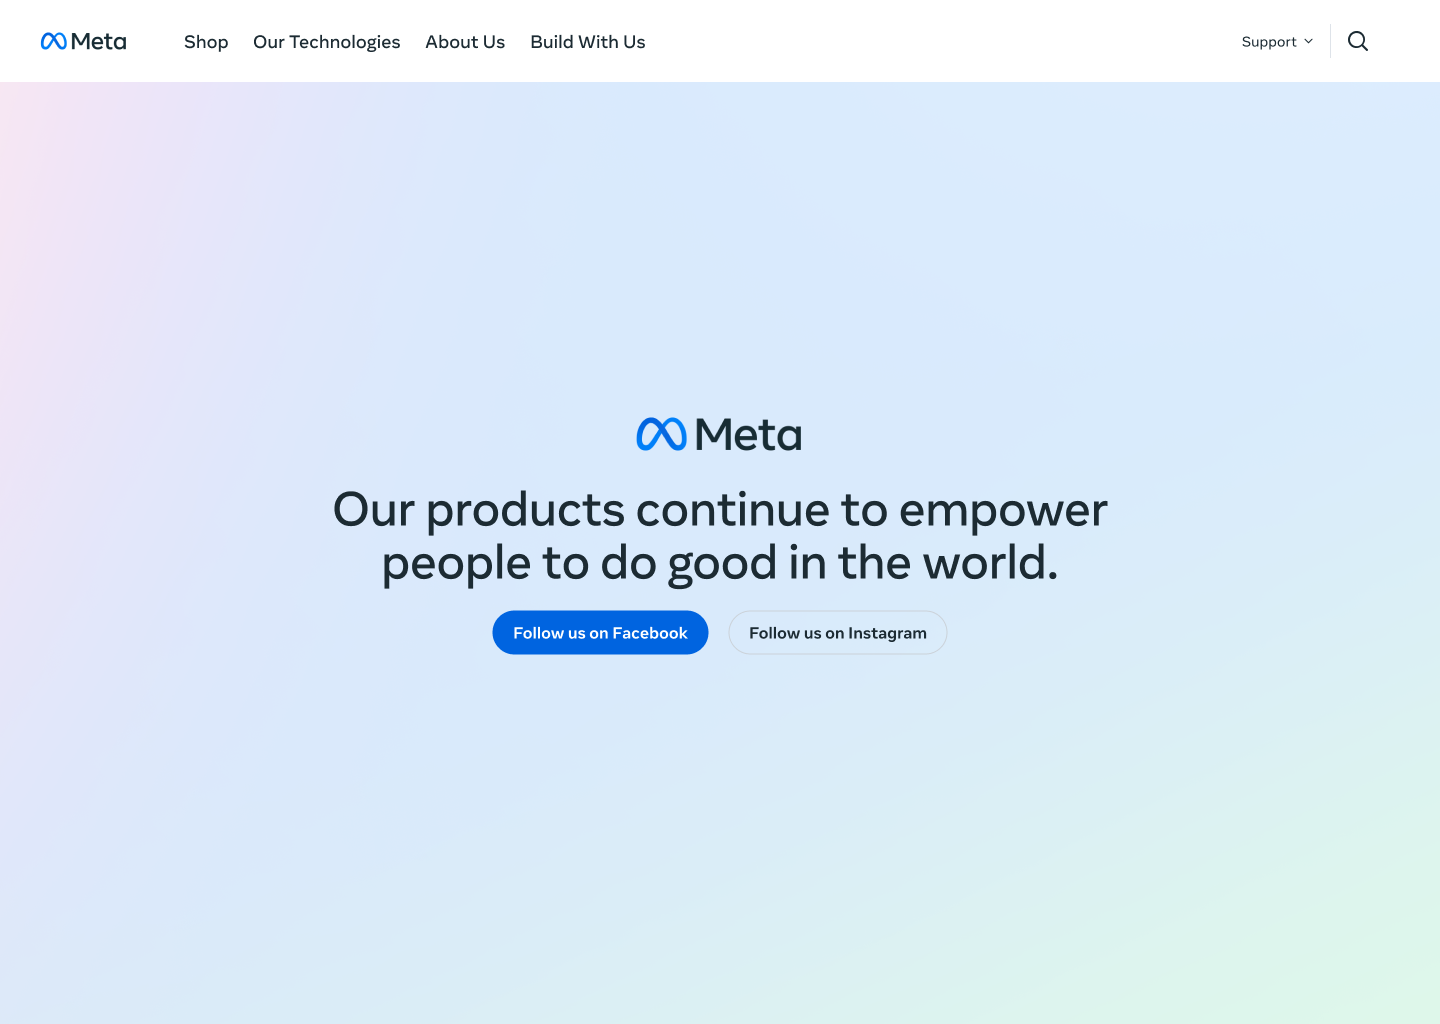 Meta
Shop
Our Technologies
About Us
Build With Us
Support
Meta
Our products continue to empower
people to do good in the world.
Follow us on Facebook
Follow us on Instagram